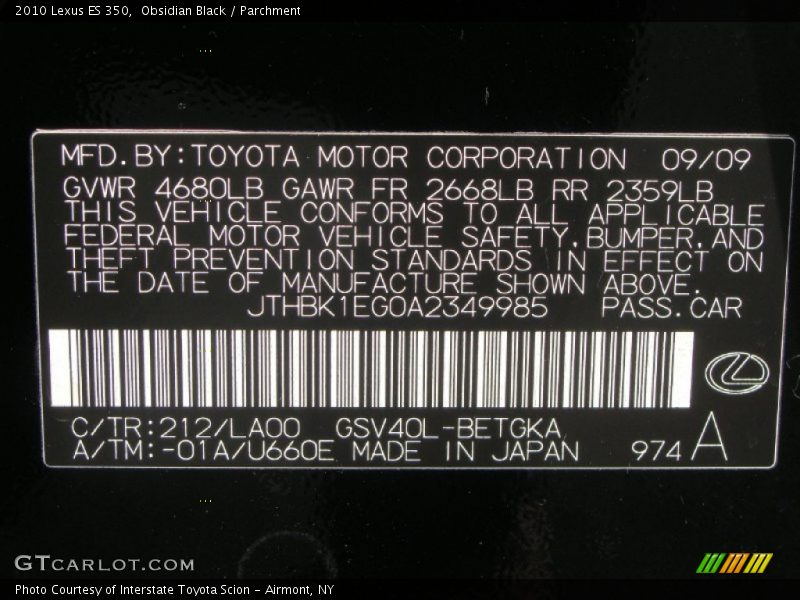 2010 Lexus ES 350,  Obsidian Black / Parchment
MFD.BY:TOYOTA MOTOR CORPORATION 09/09
GVWR 4680LB GAWR FR 2668LB RR 2359LB
THIS VEHICLE CONFORMS TO ALL APPLICABLE
FEDERAL MOTOR VEHICLE SAFETY,BUMPER,AND
THEFT PREVENTION STANDARDS IN EFFECT ON
THE DATE OF MANUFACTURE SHOWN ABOVE.
JTHBK1EG0A2349985 PASS.CAR
C/TR:212/LA00 GSV40L-BETGKA
A/TM:-01A/U660E MADE IN JAPAN 974 A
GTCARLOT.COM
Photo Courtesy of Interstate Toyota Scion - Airmont, NY